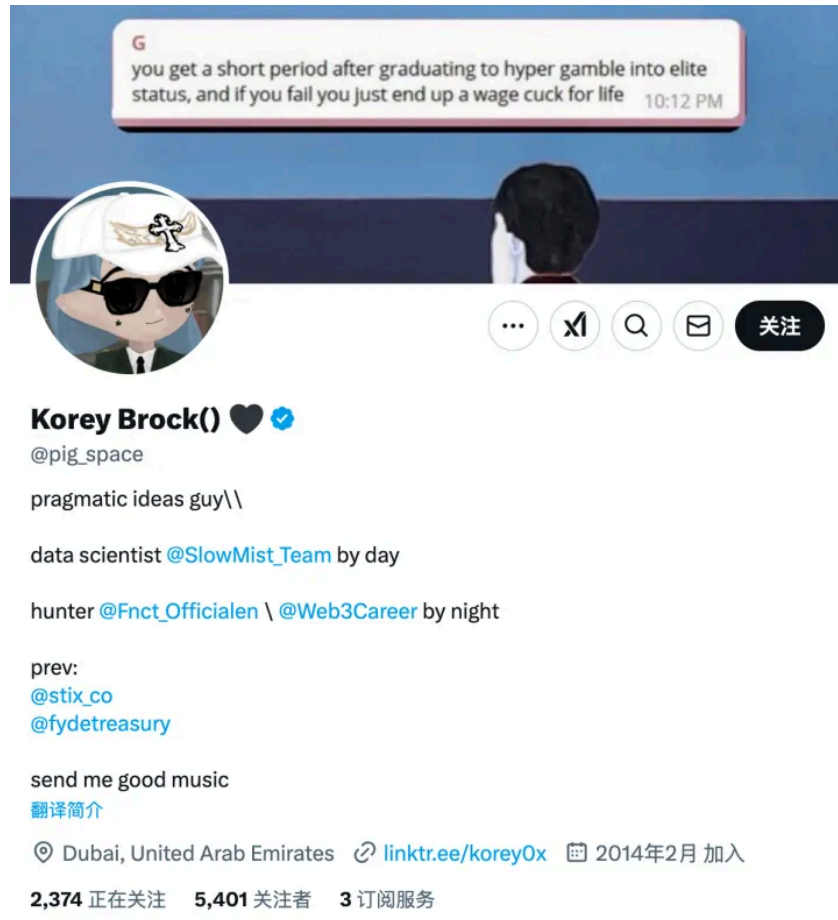 G
you get a short period after graduating to hyper gamble into elite
status, and if you fail you just end up a wage cuck for life 10:12 PM
关注
Korey Brock() 🖤
@pig_space
pragmatic ideas guy\\
data scientist @SlowMist_Team by day
hunter @Fnct_Officialen \ @Web3Career by night
prev:
@stix_co
@fydetreasury
send me good music
翻译简介
Dubai, United Arab Emirates linktr.ee/korey0x 2014年2月 加入
2,374 正在关注 5,401 关注者 3 订阅服务